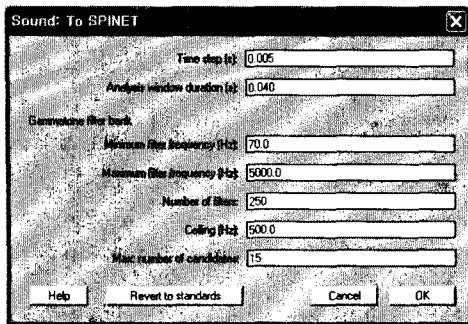 Sound: To SPINET
Time step (s): 0.005
Analysis window duration (s): 0.040
Gammatone filter bank
Minimum filter frequency (Hz): 70.0
Maximum filter frequency (Hz): 5000.0
Number of filters: 250
Ceiling (Hz): 500.0
Max. number of candidates: 15
Help Revert to standards Cancel OK